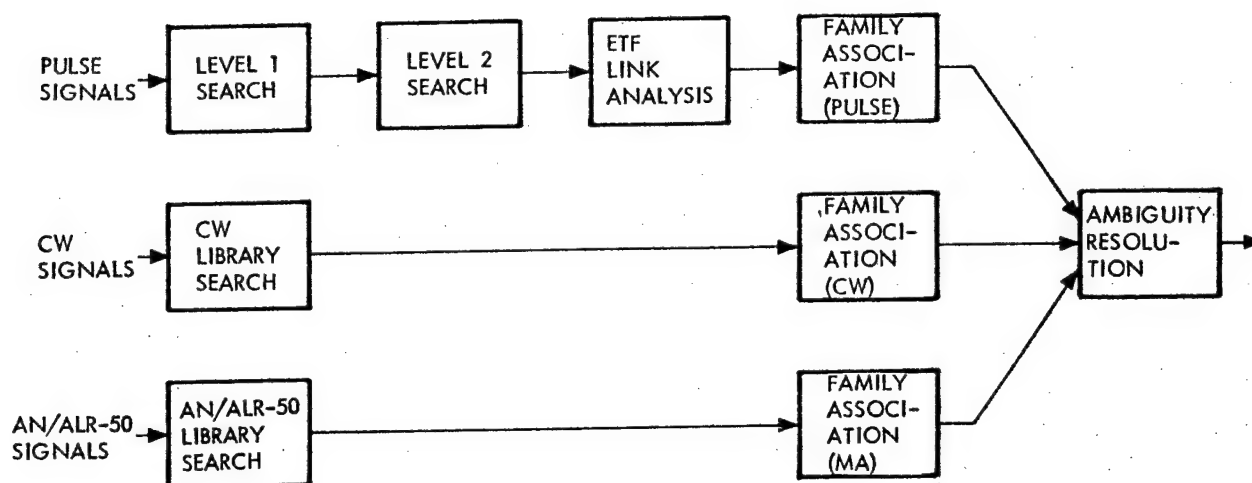 PULSE
SIGNALS
LEVEL 1
SEARCH
LEVEL 2
SEARCH
ETF
LINK
ANALYSIS
FAMILY
ASSOCI-
ATION
(PULSE)
CW
SIGNALS
CW
LIBRARY
SEARCH
FAMILY
ASSOCI-
ATION
(CW)
AMBIGUITY
RESOLU-
TION
AN/ALR-50
SIGNALS
AN/ALR-50
LIBRARY
SEARCH
FAMILY
ASSOCI-
ATION
(MA)